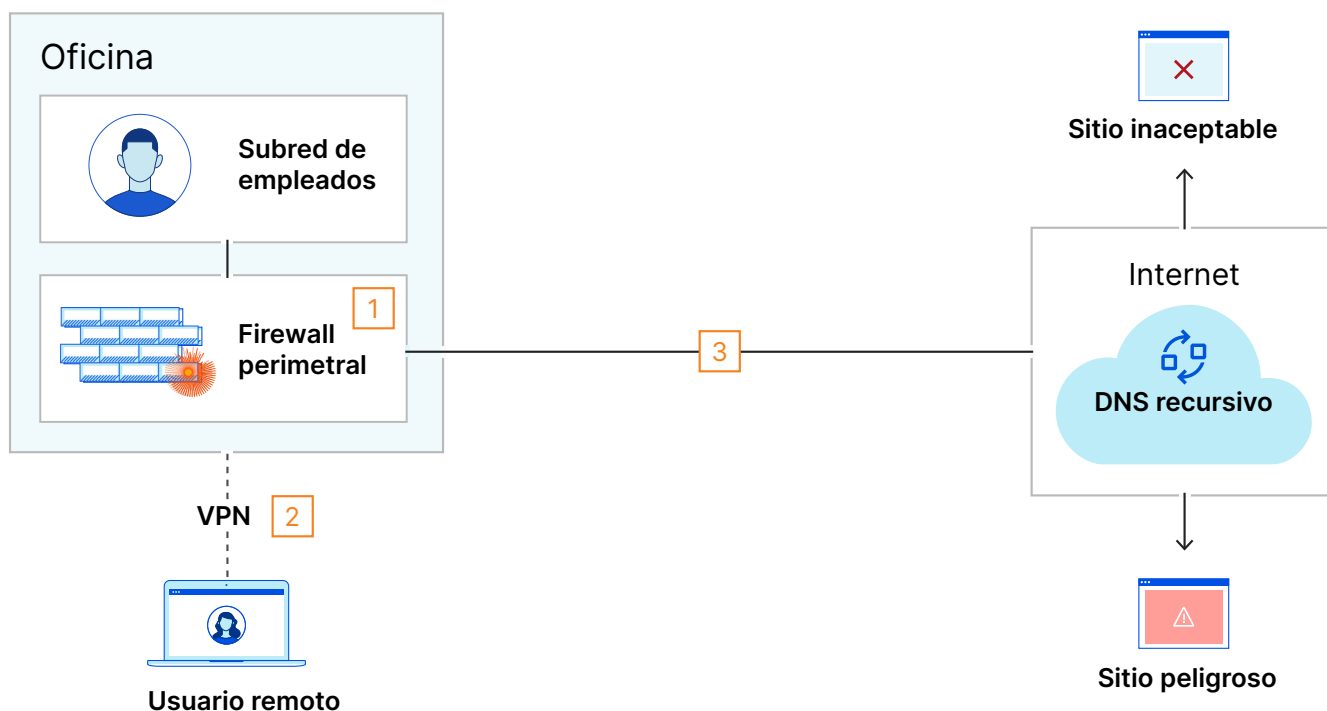 Oficina
Subred de
empleados
1
Firewall
perimetral
VPN
2
Usuario remoto
3
Sitio inaceptable
Internet
DNS recursivo
Sitio peligroso